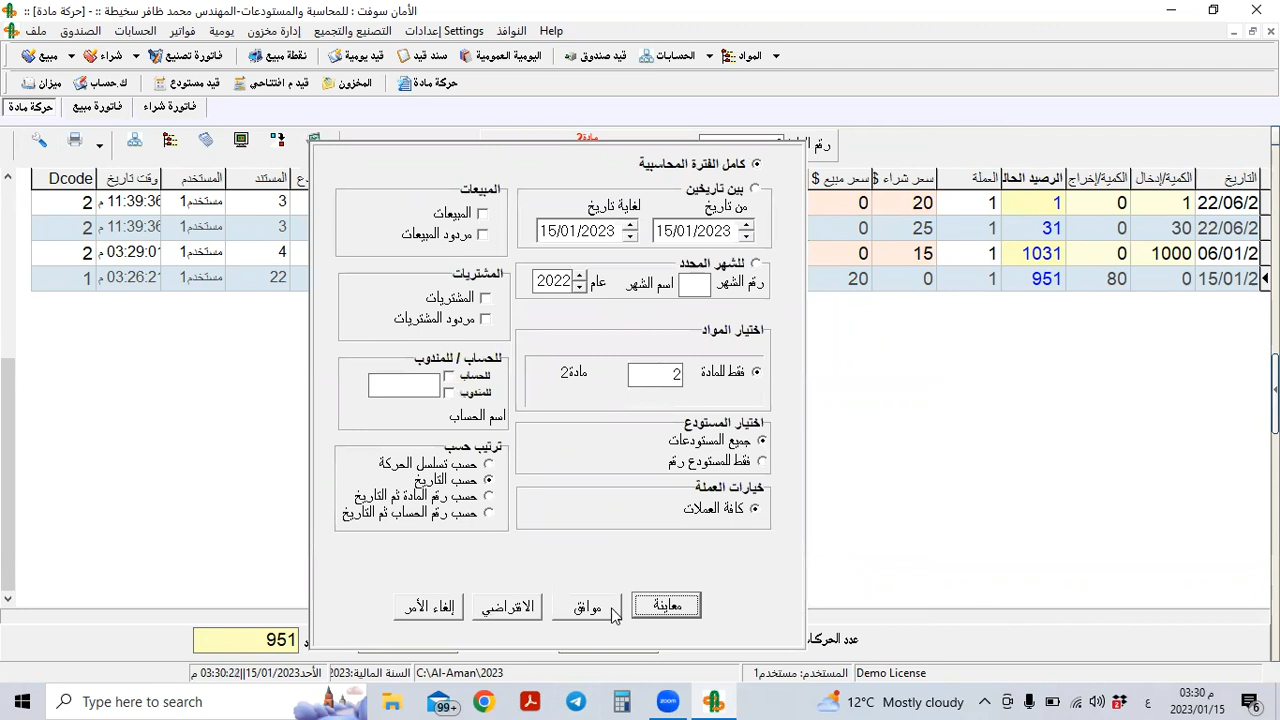 الأمان سوفت : للمحاسبة والمستودعات-المهندس محمد ظافر سخيطة :: - [حركة مادة] ::
ملف الصندوق الحسابات يومية فواتير إدارة مخزون التصنيع والتجميع إعدادات Settings النوافذ Help
مبيع شراء فاتورة تصنيع نقطة مبيع قيد يومية سند قيد اليومية العمومية قيد صندوق الحسابات المواد
ميزان ك.حساب قيد مستودع قيد م افتتاحي المخزون حركة مادة
حركة مادة فاتورة مبيع فاتورة شراء
مادة2
التاريخ الكمية/إدخال الكمية/إخراج الرصيد الحال العملة سعر شراء $ سعر مبيع $ المستند المستخدم وقت تاريخ Dcode
22/06/2 1 0 1 1 20 0 3 مستخدم1 11:39:36 م 2
22/06/2 30 0 31 0 25 0 3 مستخدم1 11:39:36 م 2
06/01/2 1000 0 1031 1 15 0 4 مستخدم1 03:29:01 م 2
15/01/2 0 80 951 1 0 20 22 مستخدم1 03:26:21 م 1
كامل الفترة المحاسبية
بين تاريخين
من تاريخ لغاية تاريخ
15/01/2023 15/01/2023
للشهر المحدد
رقم الشهر اسم الشهر عام 2022
اختيار المواد
فقط للمادة 2 مادة2
اختيار المستودع
جميع المستودعات
فقط للمستودع رقم
خيارات العملة
كافة العملات
المبيعات
المبيعات
مردود المبيعات
المشتريات
المشتريات
مردود المشتريات
للحساب / للمندوب
للحساب
للمندوب
اسم الحساب
ترتيب حسب
حسب تسلسل الحركة
حسب التاريخ
حسب رقم المادة ثم التاريخ
حسب رقم الحساب ثم التاريخ
معاينة موافق الافتراضي إلغاء الأمر
عدد الحركات
951
الأحد15/01/2023||03:30:22 م السنة المالية:2023 C:\Al-Aman\2023 المستخدم: مستخدم1 Demo License
Type here to search
99+
12°C Mostly cloudy
ع
03:30 م
2023/01/15
6